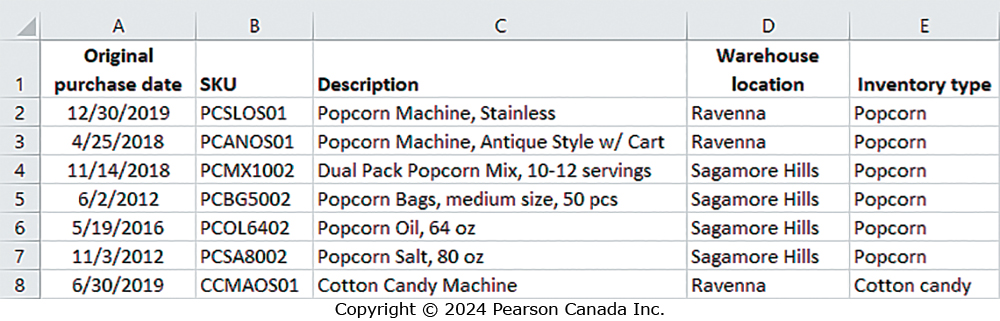 A B C D E
Original Warehouse
1 purchase date SKU Description location Inventory type
2 12/30/2019 PCSLOS01 Popcorn Machine, Stainless Ravenna Popcorn
3 4/25/2018 PCANOS01 Popcorn Machine, Antique Style w/ Cart Ravenna Popcorn
4 11/14/2018 PCMX1002 Dual Pack Popcorn Mix, 10-12 servings Sagamore Hills Popcorn
5 6/2/2012 PCBG5002 Popcorn Bags, medium size, 50 pcs Sagamore Hills Popcorn
6 5/19/2016 PCOL6402 Popcorn Oil, 64 oz Sagamore Hills Popcorn
7 11/3/2012 PCSA8002 Popcorn Salt, 80 oz Sagamore Hills Popcorn
8 6/30/2019 CCMAOS01 Cotton Candy Machine Ravenna Cotton candy
Copyright © 2024 Pearson Canada Inc.